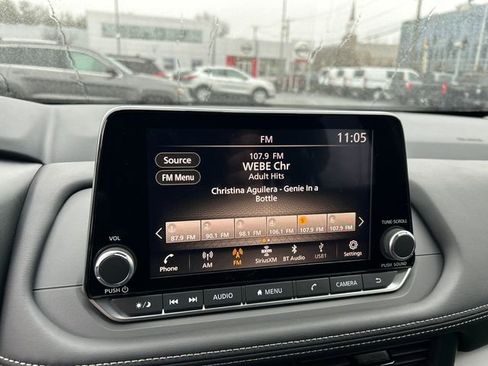 FM
11:05
Source
107.9 FM
WEBE Chr
FM Menu
Adult Hits
Christina Aguilera - Genie In a
Bottle
TUNE·SCROLL
VOL
87.9 FM 90.1 FM 98.1 FM 106.1 FM 107.9 FM 107.9 FM
Phone AM FM SiriusXM BT Audio USB1 Settings
PUSH
PUSH SOUND
AUDIO MENU CAMERA